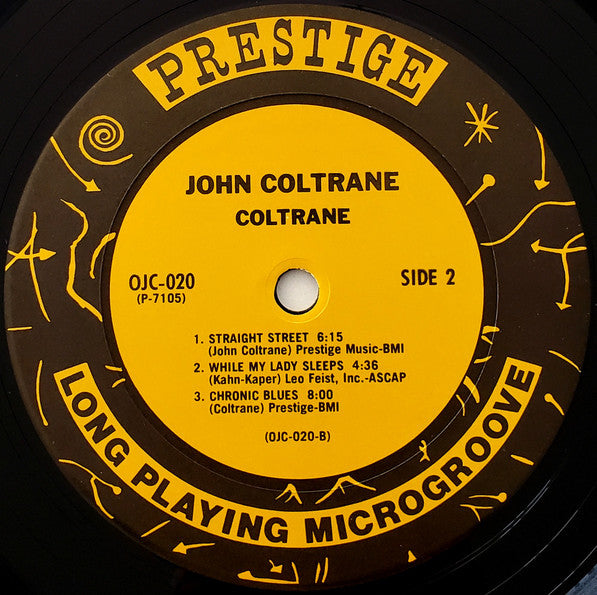 PRESTIGE
JOHN COLTRANE
COLTRANE
OJC-020
(P-7105)
SIDE 2
1. STRAIGHT STREET 6:15
(John Coltrane) Prestige Music-BMI
2. WHILE MY LADY SLEEPS 4:36
(Kahn-Kaper) Leo Feist, Inc.-ASCAP
3. CHRONIC BLUES 8:00
(Coltrane) Prestige-BMI
(OJC-020-B)
LONG PLAYING MICROGROOVE